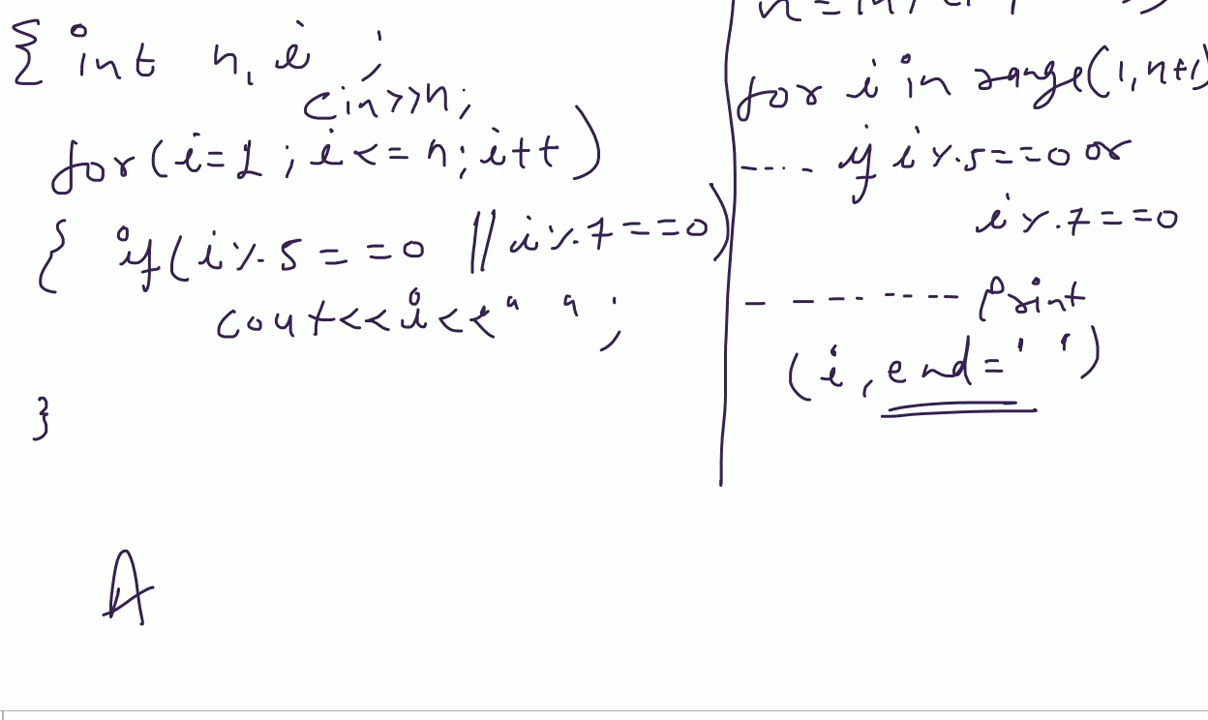 { int n, i ;
cin>>n;
for(i=1 ; i<=n; i++)
{ if(i%5==0 || i%7==0)
cout<<i<<" " ;
}
A
for i in range(1,n+1)
---- if i%5==0 or
i%7==0
- - --- ---- print
(i, end=' ')